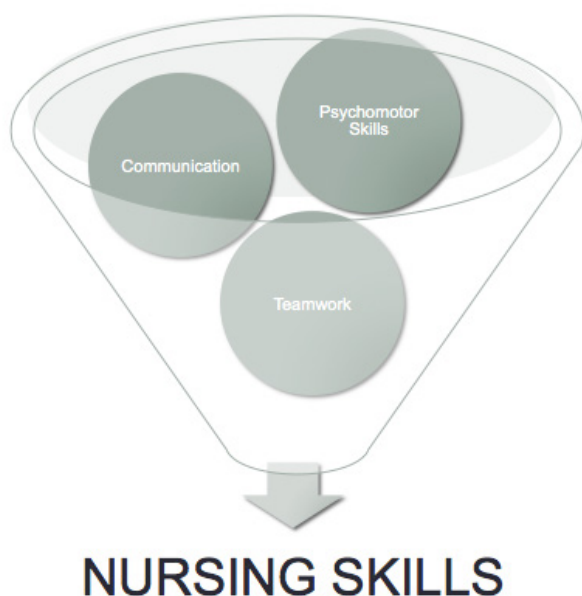 Psychomotor
Skills
Communication
Teamwork
NURSING SKILLS